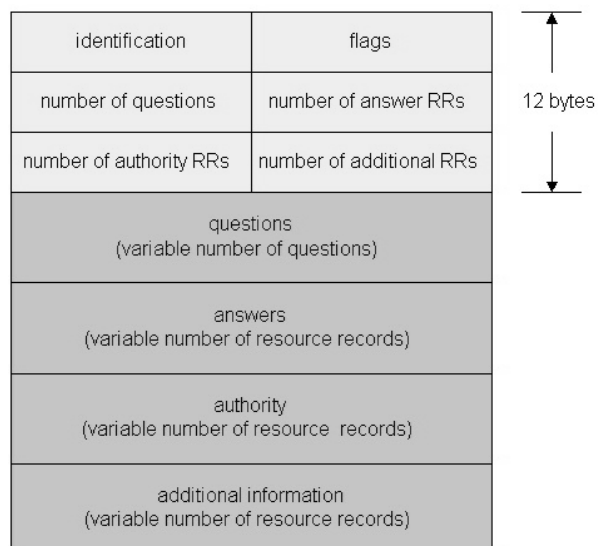 identification
flags
number of questions
number of answer RRs
12 bytes
number of authority RRs
number of additional RRs
questions
(variable number of questions)
answers
(variable number of resource records)
authority
(variable number of resource records)
additional information
(variable number of resource records)